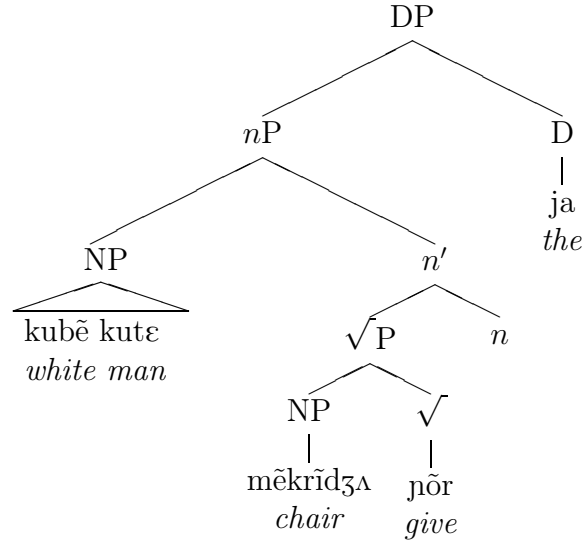 DP
nP D
ja
the
NP n′
kubẽ kutɛ
white man
√P n
NP √
mẽkrĩdʒʌ ɲõr
chair give